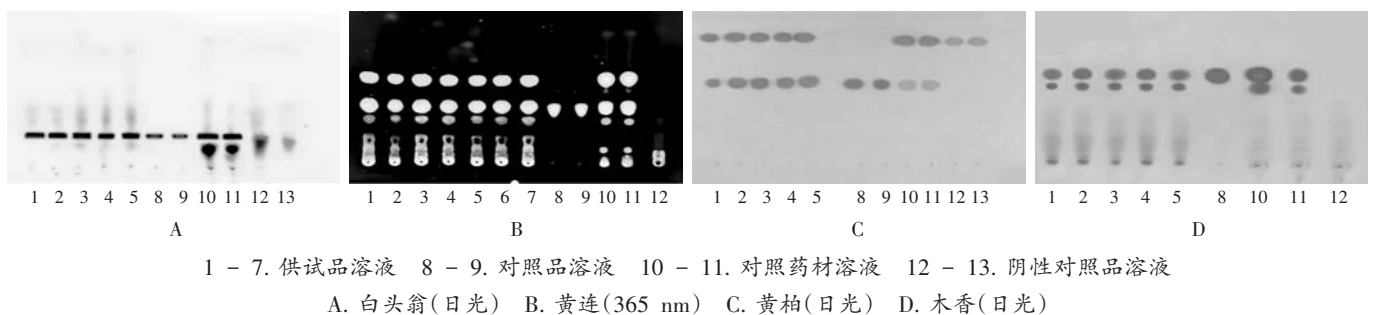 1 2 3 4 5 8 9 10 11 12 13
1 2 3 4 5 6 7 8 9 10 11 12
1 2 3 4 5 8 9 10 11 12 13
1 2 3 4 5 8 10 11 12
A B C D
1 - 7. 供试品溶液 8 - 9. 对照品溶液 10 - 11. 对照药材溶液 12 - 13. 阴性对照品溶液
A. 白头翁(日光) B. 黄连(365 nm) C. 黄柏(日光) D. 木香(日光)